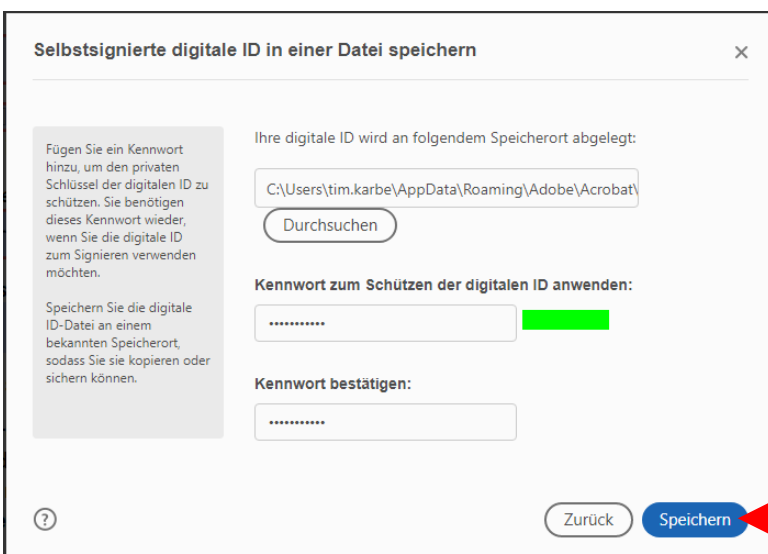 Selbstsignierte digitale ID in einer Datei speichern
Fügen Sie ein Kennwort
hinzu, um den privaten
Schlüssel der digitalen ID zu
schützen. Sie benötigen
dieses Kennwort wieder,
wenn Sie die digitale ID
zum Signieren verwenden
möchten.
Speichern Sie die digitale
ID-Datei an einem
bekannten Speicherort,
sodass Sie sie kopieren oder
sichern können.
Ihre digitale ID wird an folgendem Speicherort abgelegt:
C:\Users\tim.karbe\AppData\Roaming\Adobe\Acrobat\
Durchsuchen
Kennwort zum Schützen der digitalen ID anwenden:
•••••••••••
Kennwort bestätigen:
•••••••••••
?
Zurück
Speichern